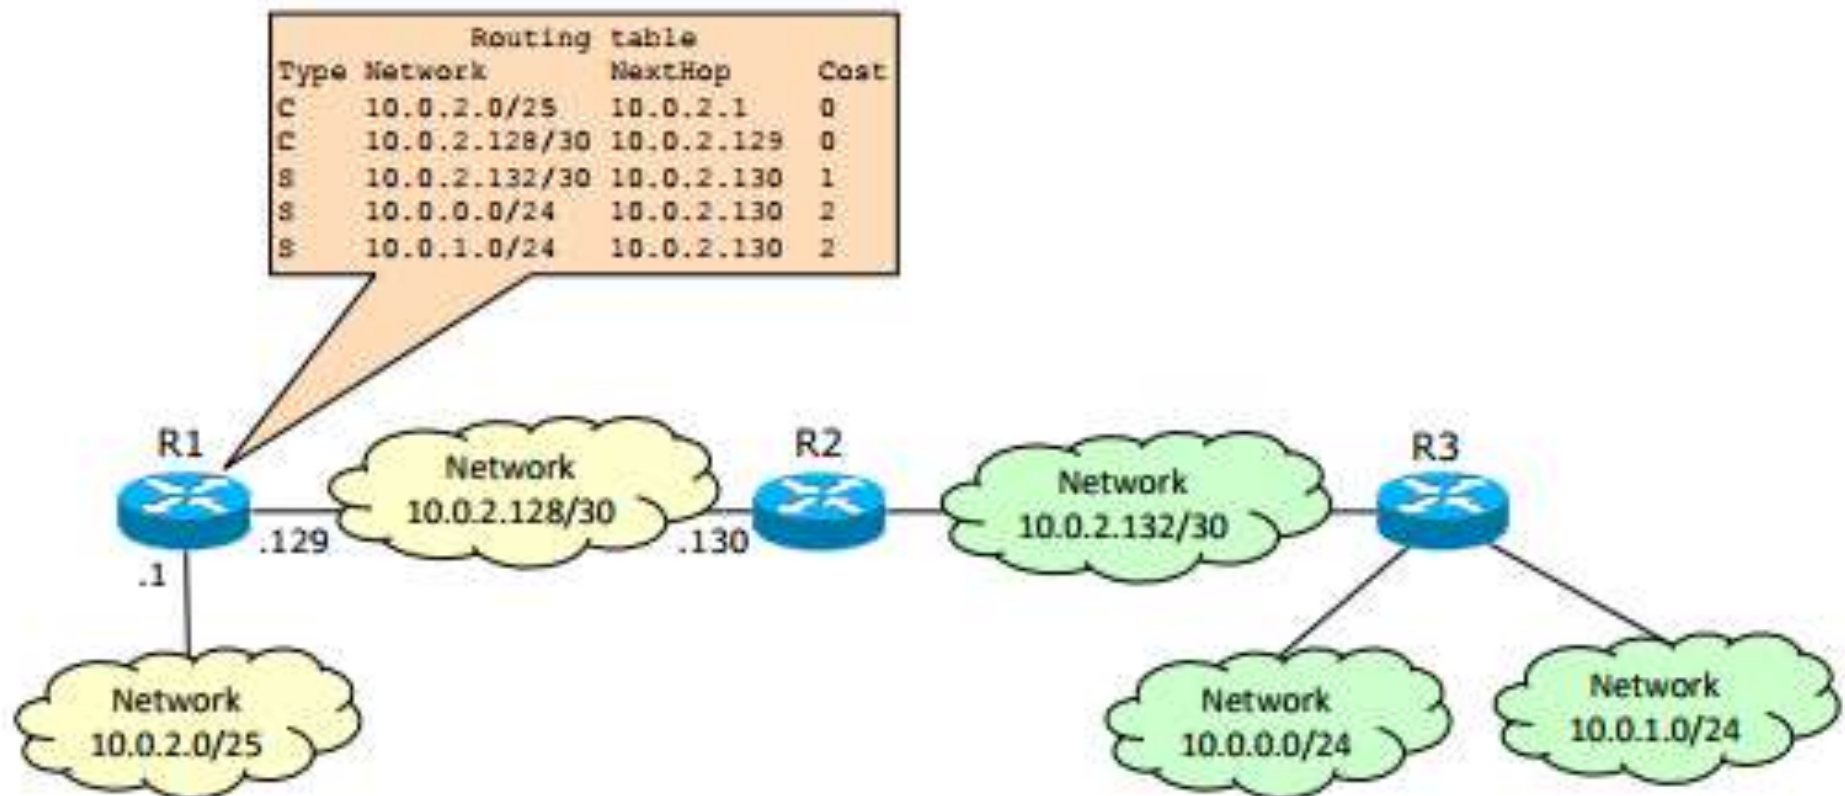 Routing table
Type Network NextHop Cost
C 10.0.2.0/25 10.0.2.1 0
C 10.0.2.128/30 10.0.2.129 0
S 10.0.2.132/30 10.0.2.130 1
S 10.0.0.0/24 10.0.2.130 2
S 10.0.1.0/24 10.0.2.130 2
R1
R2
R3
Network
10.0.2.128/30
Network
10.0.2.132/30
.129
.130
.1
Network
10.0.2.0/25
Network
10.0.0.0/24
Network
10.0.1.0/24